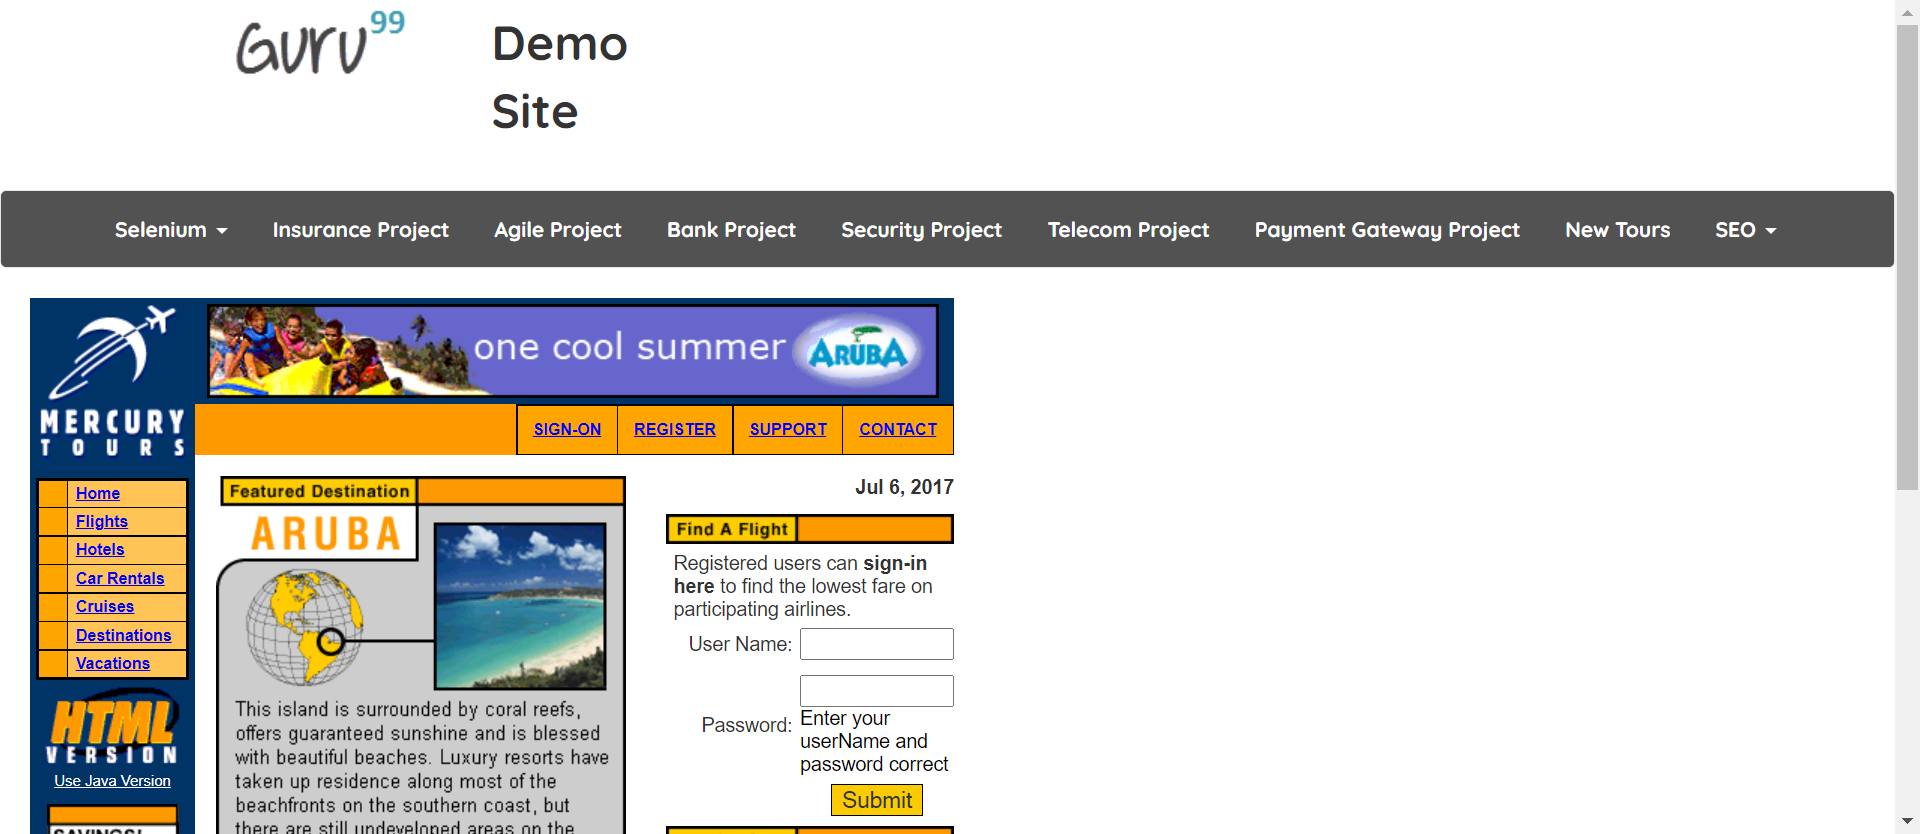 Guru99
Demo
Site
Selenium
Insurance Project
Agile Project
Bank Project
Security Project
Telecom Project
Payment Gateway Project
New Tours
SEO
MERCURY
TOURS
one cool summer
ARUBA
SIGN-ON
REGISTER
SUPPORT
CONTACT
Home
Flights
Hotels
Car Rentals
Cruises
Destinations
Vacations
HTML
VERSION
Use Java Version
SAVINGS!
Featured Destination
ARUBA
This island is surrounded by coral reefs,
offers guaranteed sunshine and is blessed
with beautiful beaches. Luxury resorts have
taken up residence along most of the
beachfronts on the southern coast, but
there are still undeveloped areas on the
Jul 6, 2017
Find A Flight
Registered users can sign-in
here to find the lowest fare on
participating airlines.
User Name:
Password:
Enter your
userName and
password correct
Submit